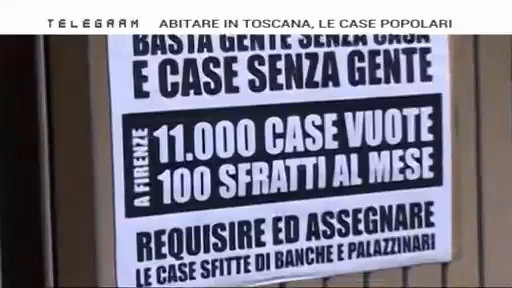 TELEGRAM ABITARE IN TOSCANA, LE CASE POPOLARI
BASTA GENTE SENZA CASA
E CASE SENZA GENTE
A FIRENZE
11.000 CASE VUOTE
100 SFRATTI AL MESE
REQUISIRE ED ASSEGNARE
LE CASE SFITTE DI BANCHE E PALAZZINARI